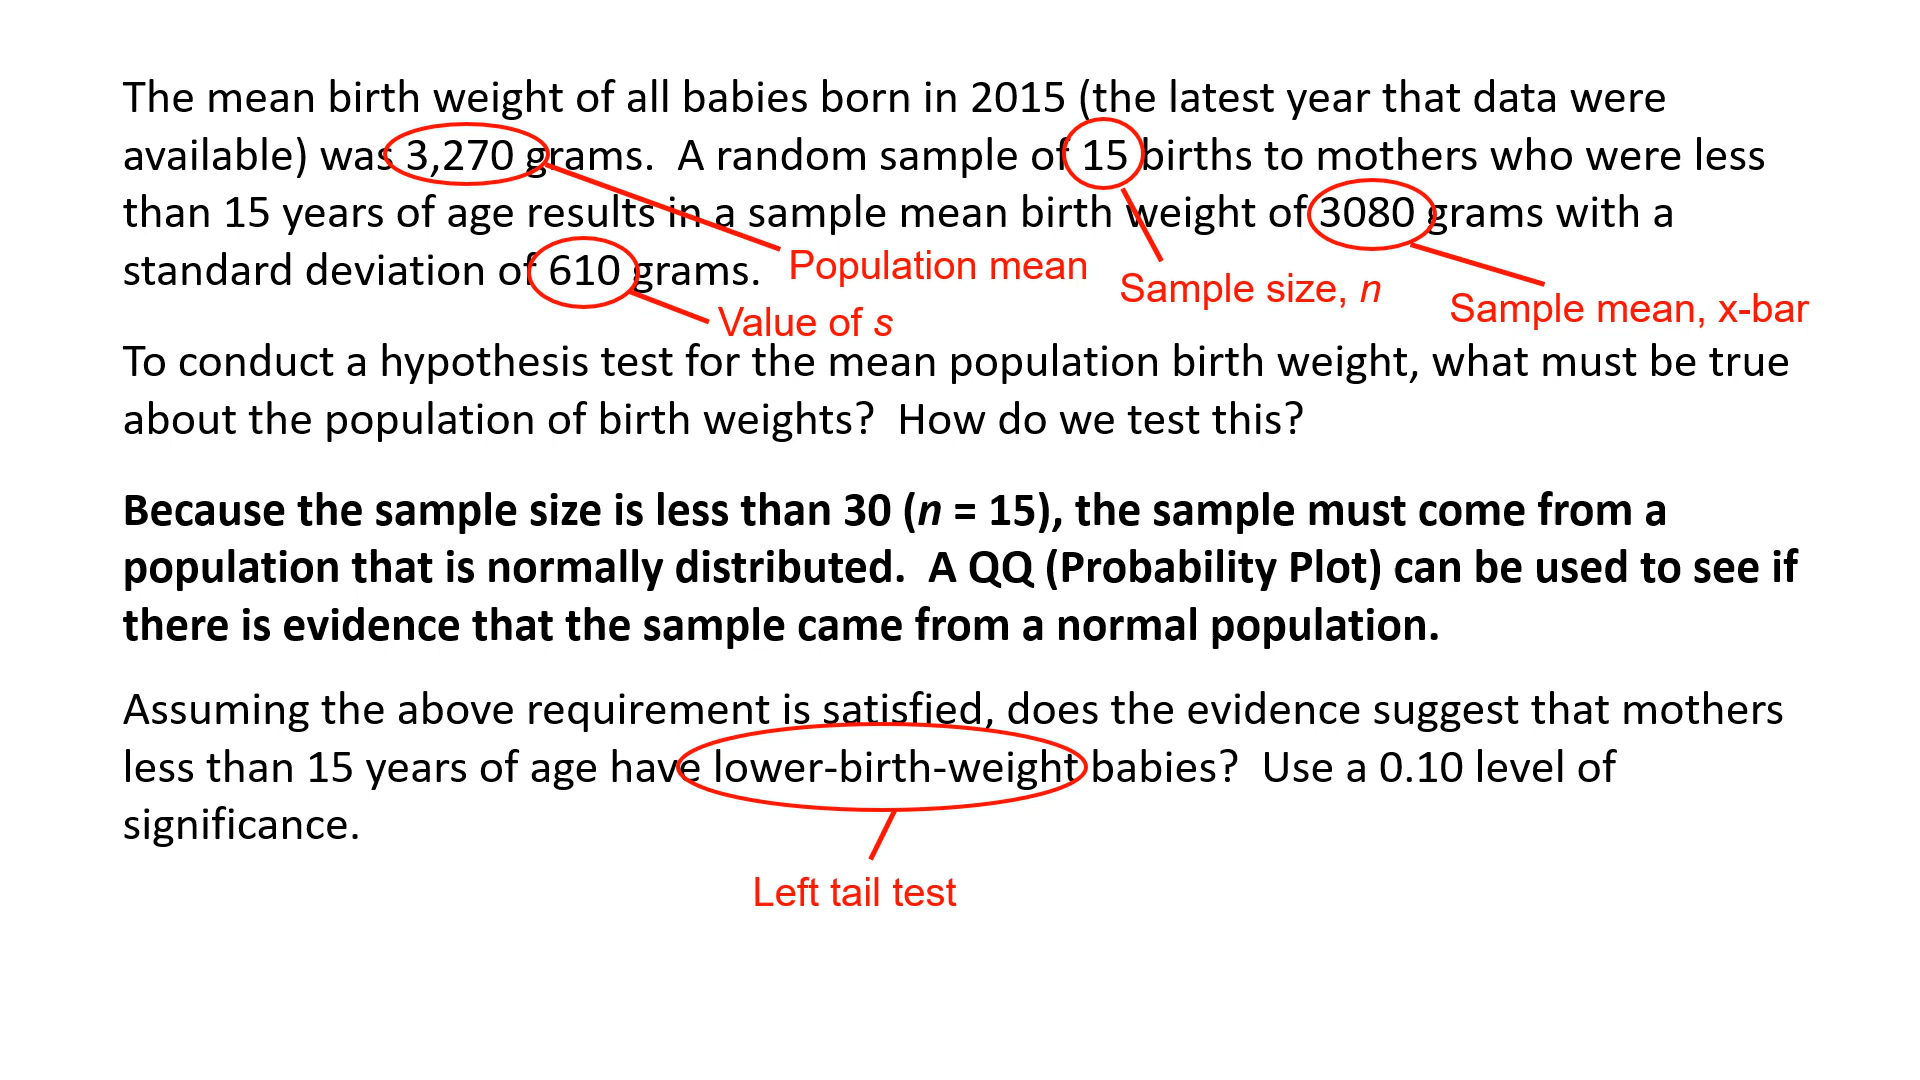 The mean birth weight of all babies born in 2015 (the latest year that data were
available) was 3,270 grams.  A random sample of 15 births to mothers who were less
than 15 years of age results in a sample mean birth weight of 3080 grams with a
standard deviation of 610 grams.
Population mean
Sample size, n
Sample mean, x-bar
Value of s
To conduct a hypothesis test for the mean population birth weight, what must be true
about the population of birth weights?  How do we test this?
Because the sample size is less than 30 (n = 15), the sample must come from a
population that is normally distributed.  A QQ (Probability Plot) can be used to see if
there is evidence that the sample came from a normal population.
Assuming the above requirement is satisfied, does the evidence suggest that mothers
less than 15 years of age have lower-birth-weight babies?  Use a 0.10 level of
significance.
Left tail test